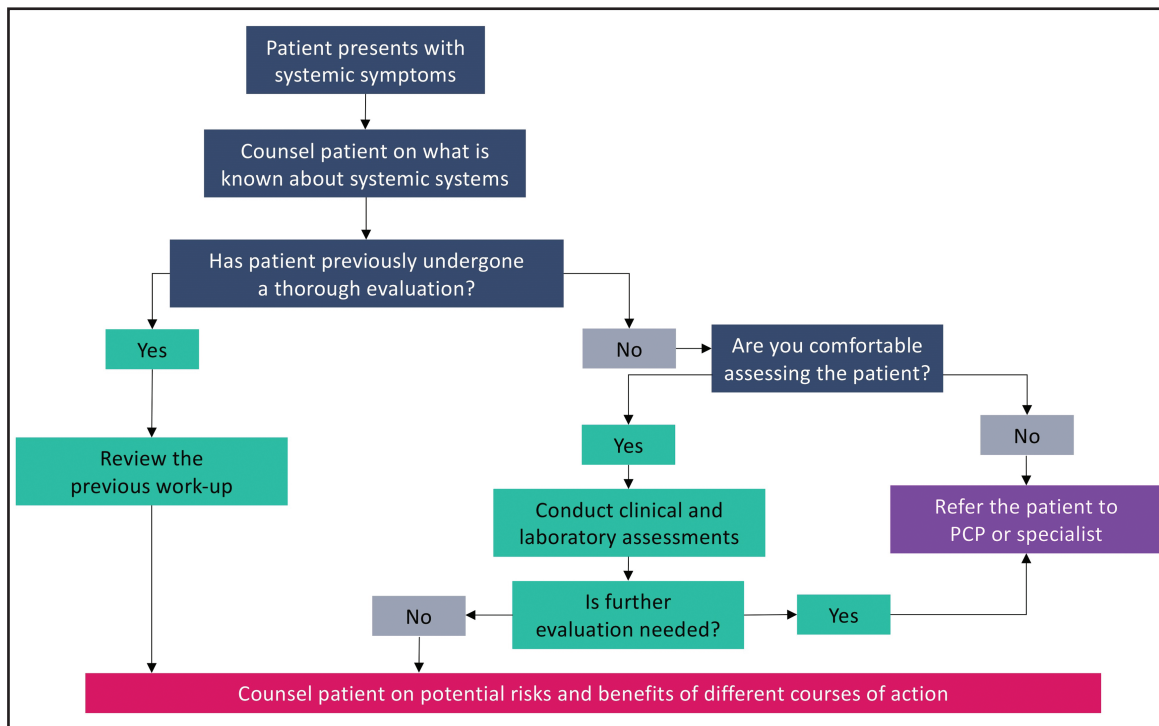 Patient presents with
systemic symptoms
Counsel patient on what is
known about systemic systems
Has patient previously undergone
a thorough evaluation?
Yes
No
Are you comfortable
assessing the patient?
Review the
previous work-up
Yes
No
Conduct clinical and
laboratory assessments
Refer the patient to
PCP or specialist
No
Is further
evaluation needed?
Yes
Counsel patient on potential risks and benefits of different courses of action